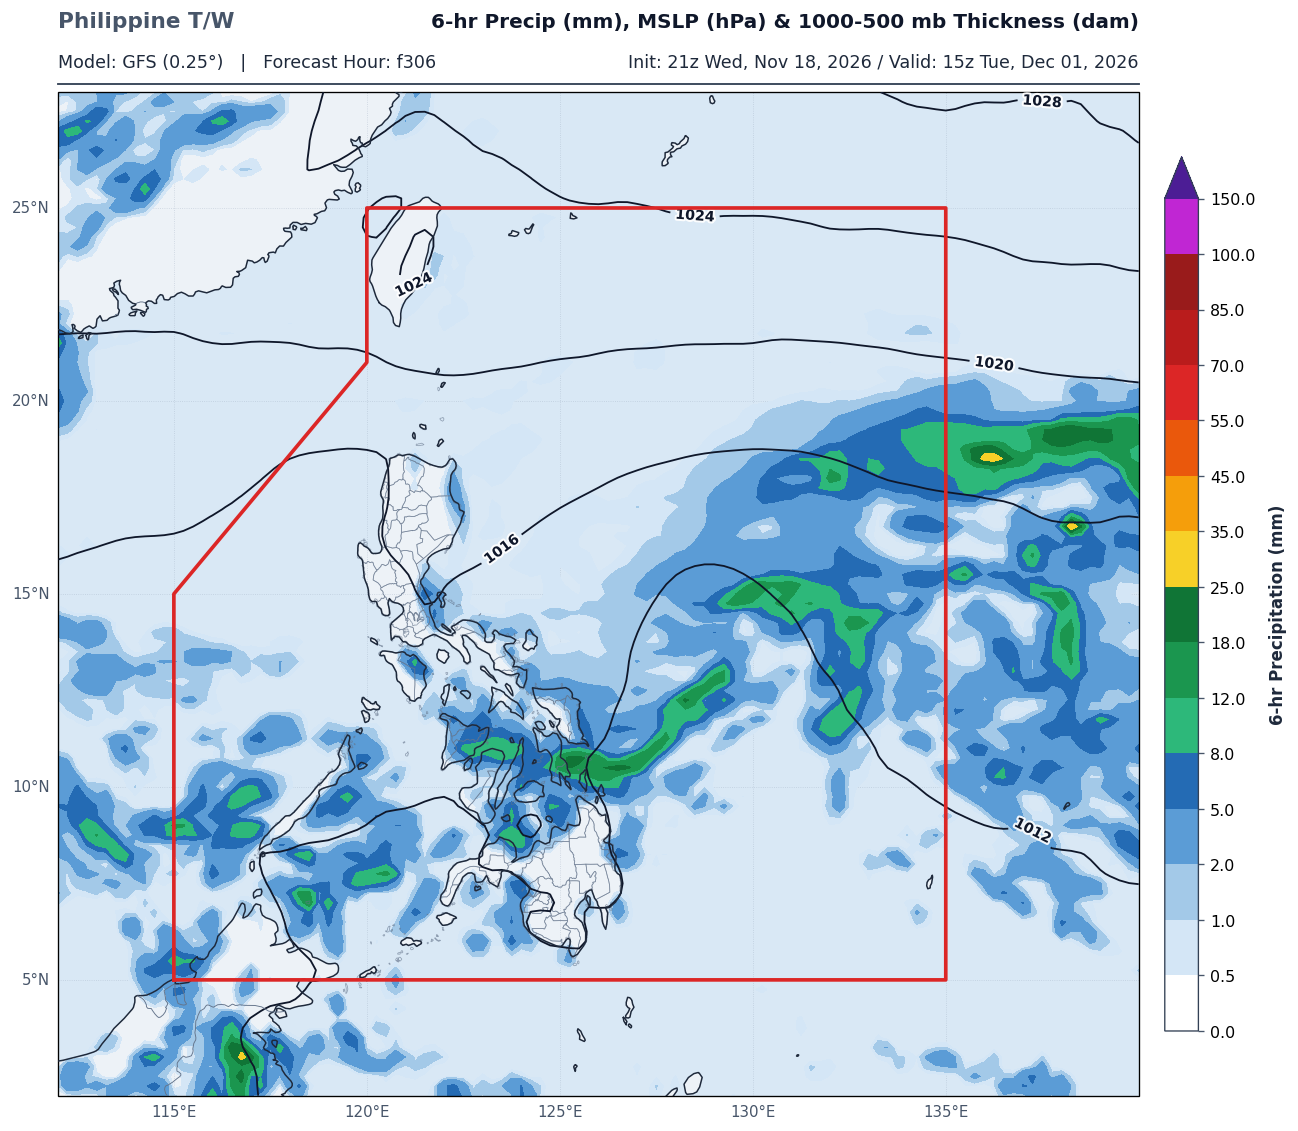 Philippine T/W
6-hr Precip (mm), MSLP (hPa) & 1000-500 mb Thickness (dam)
Model: GFS (0.25°) | Forecast Hour: f306
Init: 21z Wed, Nov 18, 2026 / Valid: 15z Tue, Dec 01, 2026
1028
1024
1024
1020
1016
1012
25°N
20°N
15°N
10°N
5°N
115°E
120°E
125°E
130°E
135°E
150.0
100.0
85.0
70.0
55.0
45.0
35.0
25.0
18.0
12.0
8.0
5.0
2.0
1.0
0.5
0.0
6-hr Precipitation (mm)